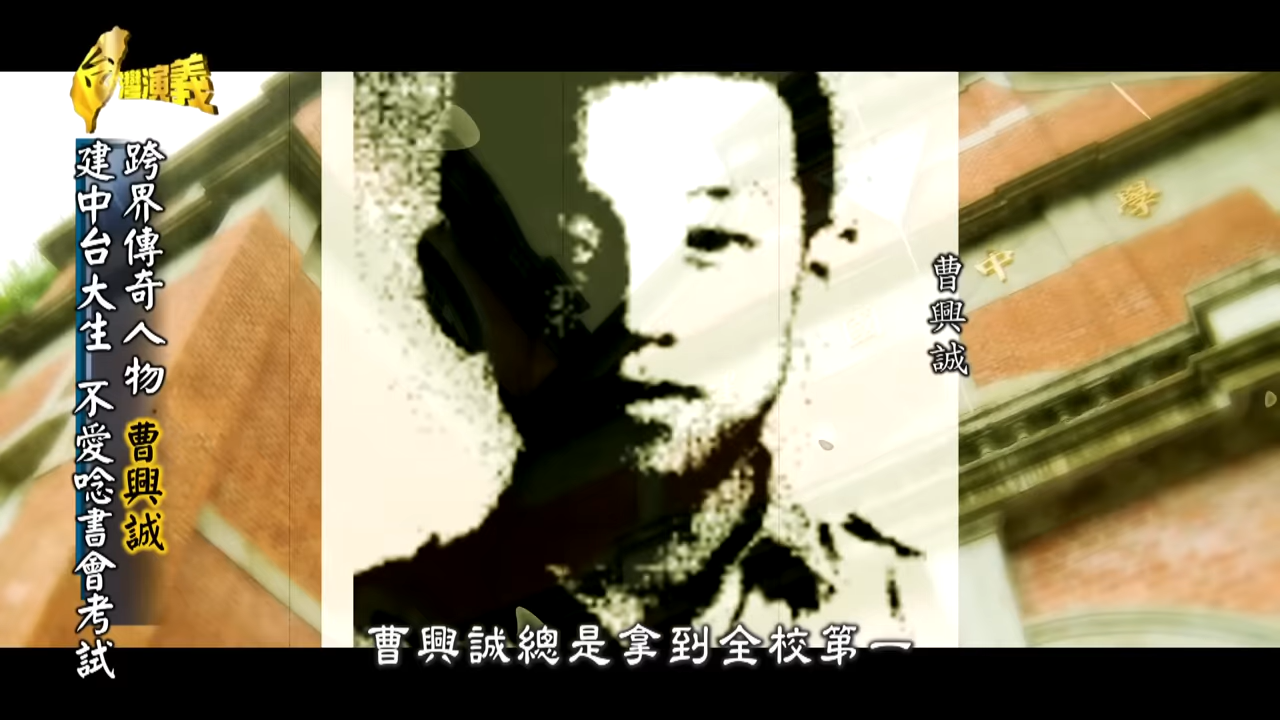 台灣演義
跨界傳奇人物 曹興誠
建中台大生 不愛唸書會考試
曹興誠
中
學
曹興誠總是拿到全校第一